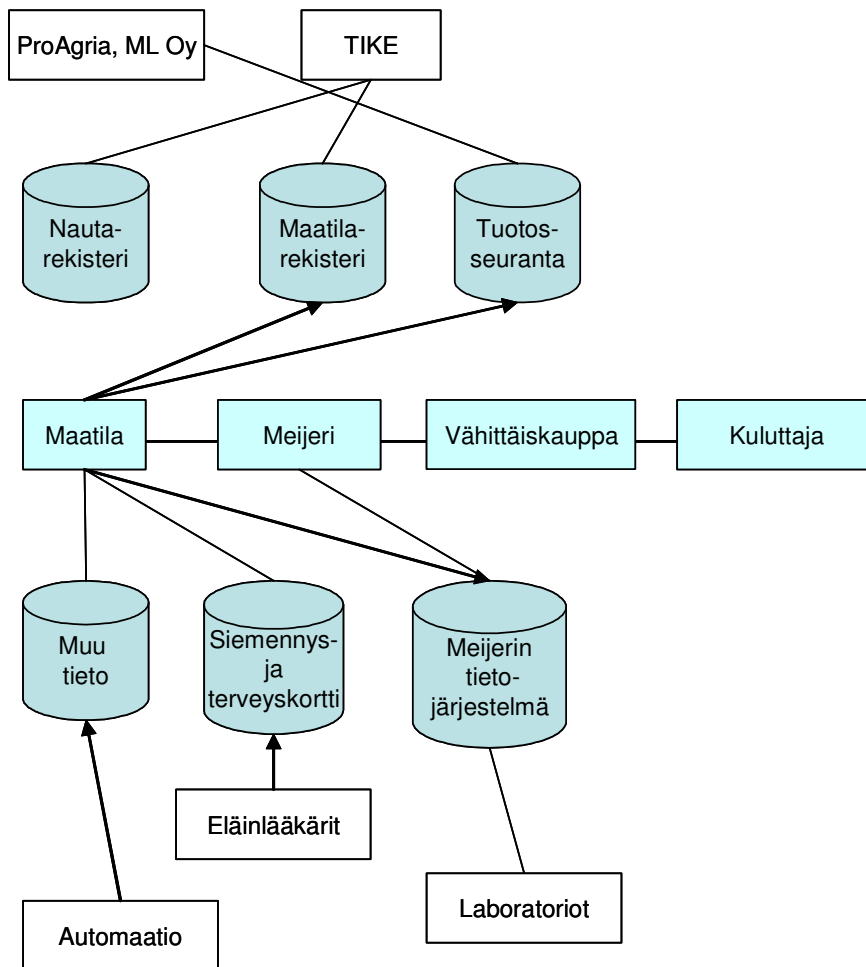 ProAgria, ML Oy
TIKE
Nauta-
rekisteri
Maatila-
rekisteri
Tuotos-
seuranta
Maatila
Meijeri
Vähittäiskauppa
Kuluttaja
Muu
tieto
Siemennys-
ja
terveyskortti
Meijerin
tieto-
järjestelmä
Eläinlääkärit
Laboratoriot
Automaatio